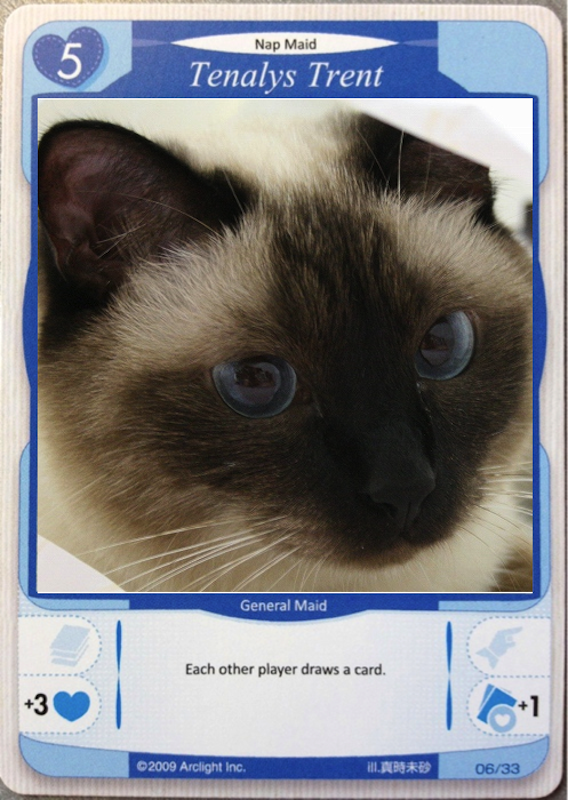 5
Nap Maid
Tenalys Trent
General Maid
Each other player draws a card.
+3
+1
©2009 Arclight Inc.
ill.真時未砂
06/33